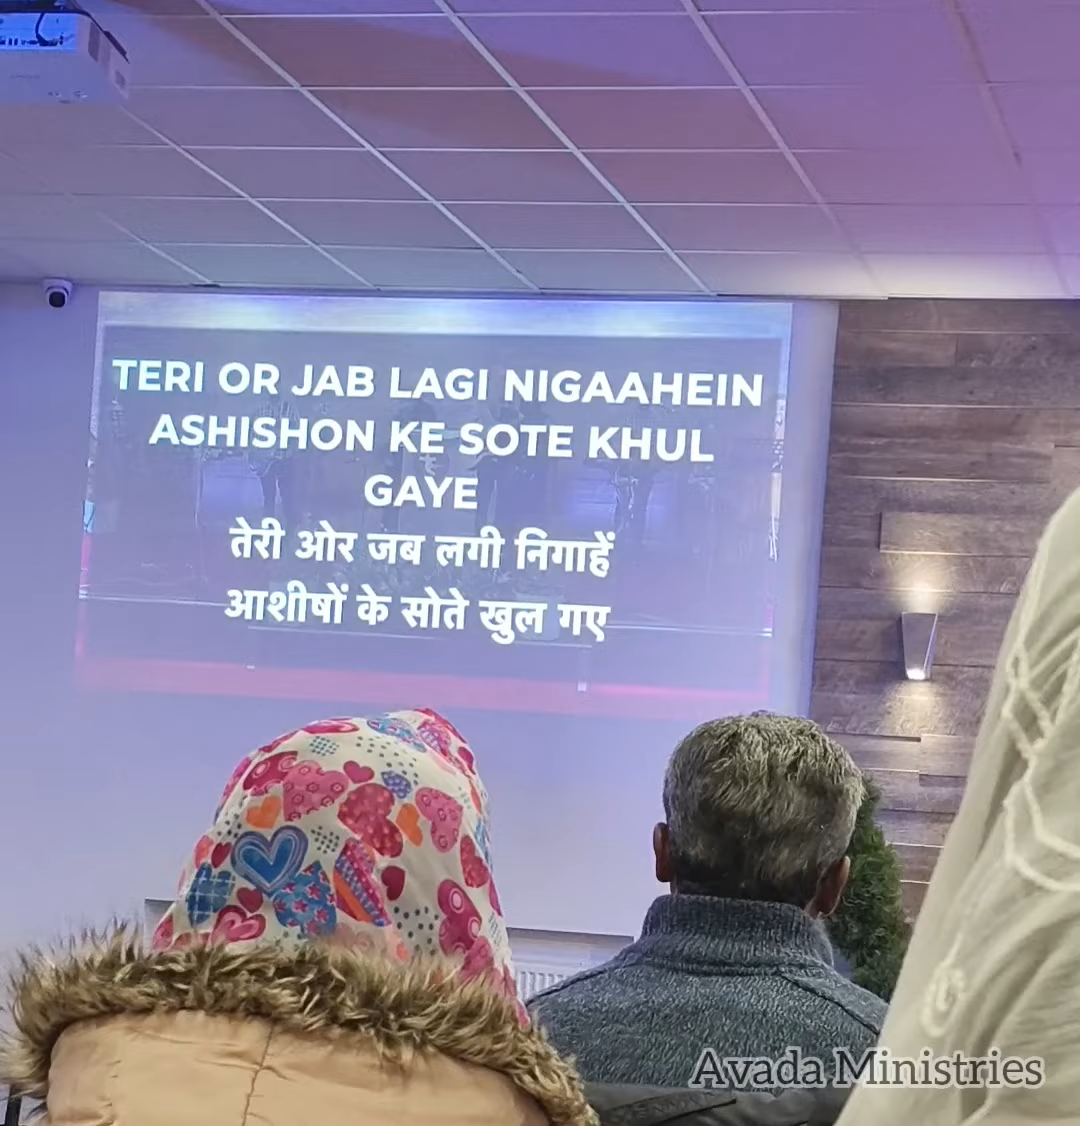 TERI OR JAB LAGI NIGAAHEIN
ASHISHON KE SOTE KHUL
GAYE
तेरी ओर जब लगी निगाहें
आशीषों के सोते खुल गए
Avada Ministries